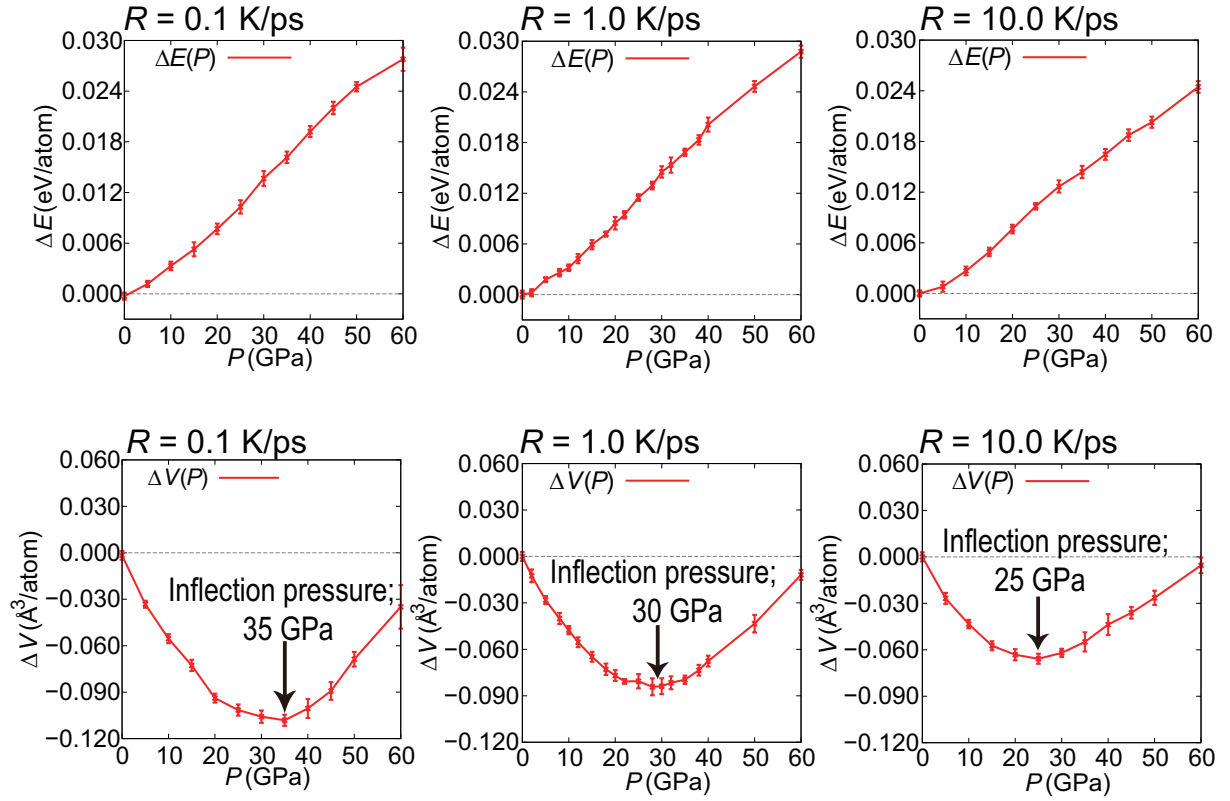 R = 0.1 K/ps
ΔE(P)
ΔE(eV/atom)
0.030
0.024
0.018
0.012
0.006
0.000
0 10 20 30 40 50 60
P(GPa)
R = 1.0 K/ps
ΔE(P)
ΔE(eV/atom)
0.030
0.024
0.018
0.012
0.006
0.000
0 10 20 30 40 50 60
P(GPa)
R = 10.0 K/ps
ΔE(P)
ΔE(eV/atom)
0.030
0.024
0.018
0.012
0.006
0.000
0 10 20 30 40 50 60
P(GPa)
R = 0.1 K/ps
ΔV(P)
ΔV(Å³/atom)
0.060
0.030
0.000
−0.030
−0.060
−0.090
−0.120
Inflection pressure;
35 GPa
0 10 20 30 40 50 60
P(GPa)
R = 1.0 K/ps
ΔV(P)
ΔV(Å³/atom)
0.060
0.030
0.000
−0.030
−0.060
−0.090
−0.120
Inflection pressure;
30 GPa
0 10 20 30 40 50 60
P(GPa)
R = 10.0 K/ps
ΔV(P)
ΔV(Å³/atom)
0.060
0.030
0.000
−0.030
−0.060
−0.090
−0.120
Inflection pressure;
25 GPa
0 10 20 30 40 50 60
P(GPa)